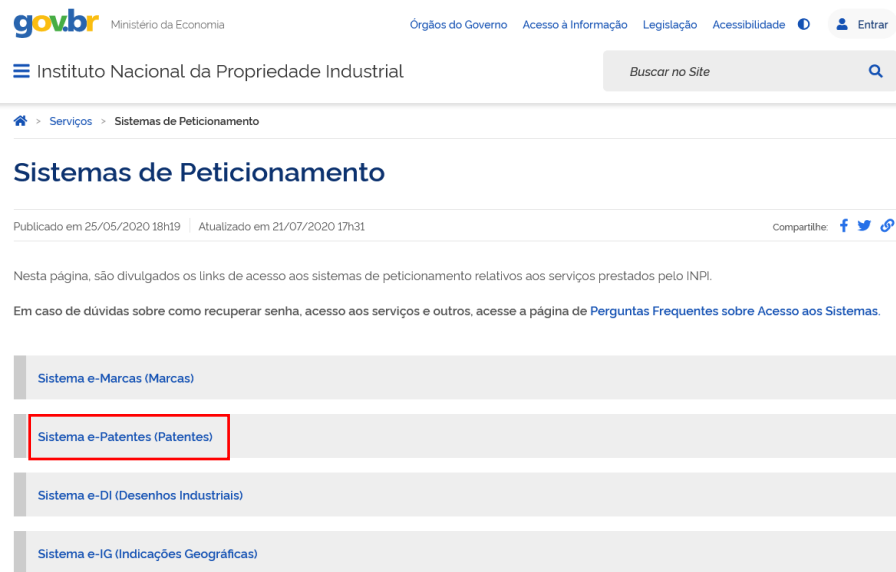 gov.br Ministério da Economia Órgãos do Governo Acesso à Informação Legislação Acessibilidade Entrar
Instituto Nacional da Propriedade Industrial Buscar no Site
> Serviços > Sistemas de Peticionamento
Sistemas de Peticionamento
Publicado em 25/05/2020 18h19 Atualizado em 21/07/2020 17h31 Compartilhe:
Nesta página, são divulgados os links de acesso aos sistemas de peticionamento relativos aos serviços prestados pelo INPI.
Em caso de dúvidas sobre como recuperar senha, acesso aos serviços e outros, acesse a página de Perguntas Frequentes sobre Acesso aos Sistemas.
Sistema e-Marcas (Marcas)
Sistema e-Patentes (Patentes)
Sistema e-DI (Desenhos Industriais)
Sistema e-IG (Indicações Geográficas)